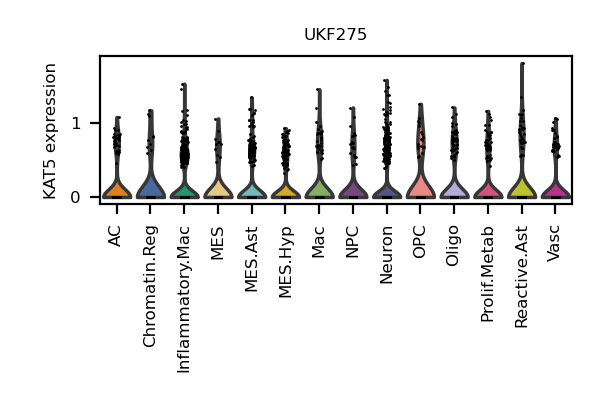 UKF275
KAT5 expression
1
0
AC
Chromatin.Reg
Inflammatory.Mac
MES
MES.Ast
MES.Hyp
Mac
NPC
Neuron
OPC
Oligo
Prolif.Metab
Reactive.Ast
Vasc